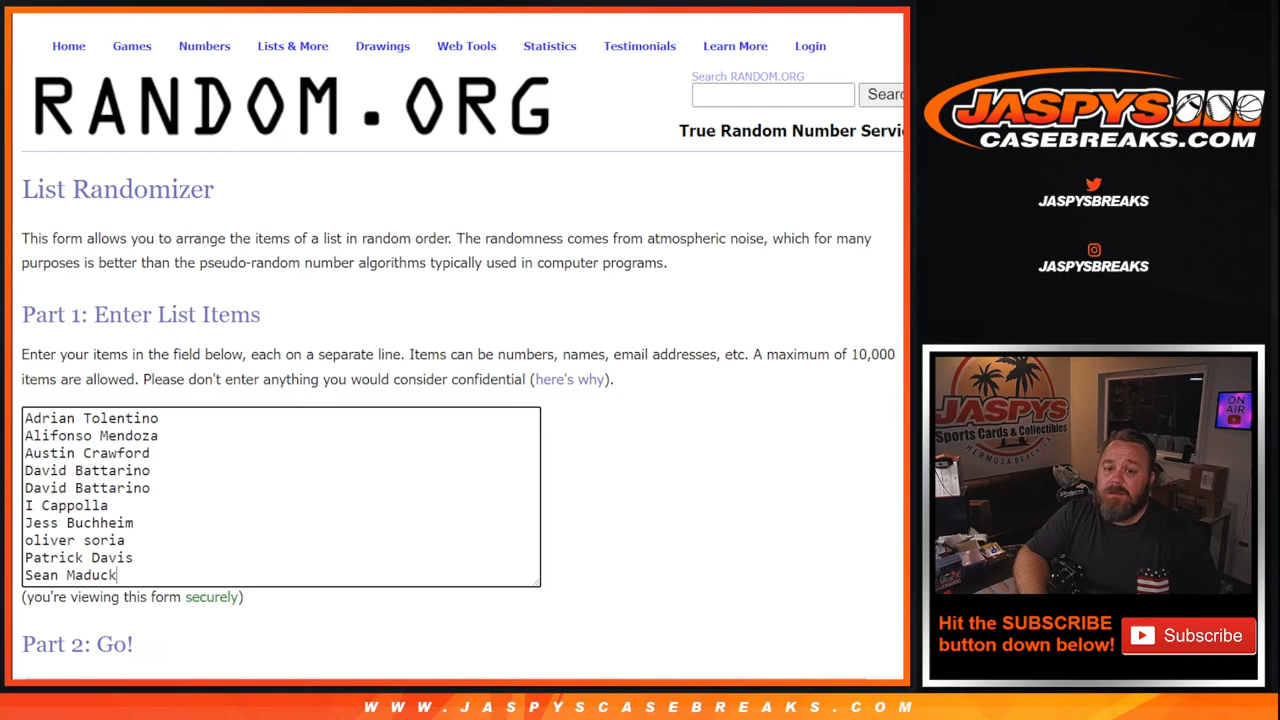 Home Games Numbers Lists & More Drawings Web Tools Statistics Testimonials Learn More Login
RANDOM.ORG
Search RANDOM.ORG
Searc
True Random Number Servi
List Randomizer
This form allows you to arrange the items of a list in random order. The randomness comes from atmospheric noise, which for many
purposes is better than the pseudo-random number algorithms typically used in computer programs.
Part 1: Enter List Items
Enter your items in the field below, each on a separate line. Items can be numbers, names, email addresses, etc. A maximum of 10,000
items are allowed. Please don't enter anything you would consider confidential (here's why).
Adrian Tolentino
Alifonso Mendoza
Austin Crawford
David Battarino
David Battarino
I Cappolla
Jess Buchheim
oliver soria
Patrick Davis
Sean Maduck
(you're viewing this form securely)
Part 2: Go!
JASPYS
CASEBREAKS.COM
JASPYSBREAKS
JASPYSBREAKS
JASPYS
Sports Cards & Collectibles
HERMOSA BEACH, CA
ON
AIR
Hit the SUBSCRIBE
button down below!
Subscribe
WWW.JASPYSCASEBREAKS.COM